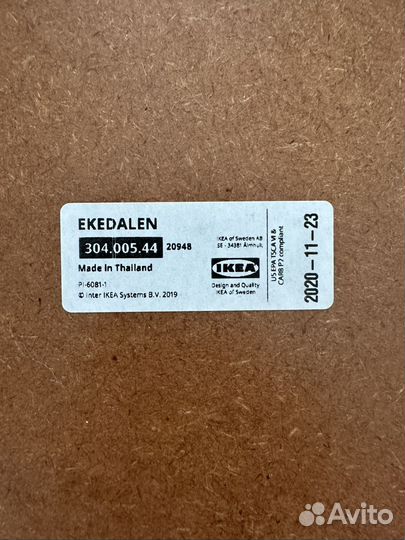 EKEDALEN
304.005.44 20948
Made in Thailand
PI-6081-1
© Inter IKEA Systems B.V. 2019
IKEA of Sweden AB
SE - 34381 Älmhult
IKEA
Design and Quality
IKEA of Sweden
US EPA TSCA VI &
CARB P2 compliant
2020-11-23
Avito